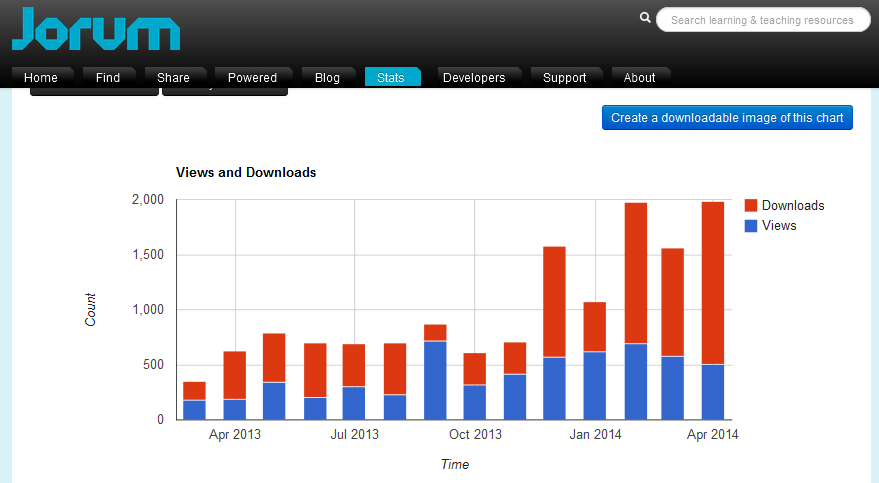 Jorum
Search learning & teaching resources
Home Find Share Powered Blog Stats Developers Support About
Create a downloadable image of this chart
Views and Downloads
2,000
1,500
1,000
500
0
Count
Downloads
Views
Apr 2013 Jul 2013 Oct 2013 Jan 2014 Apr 2014
Time